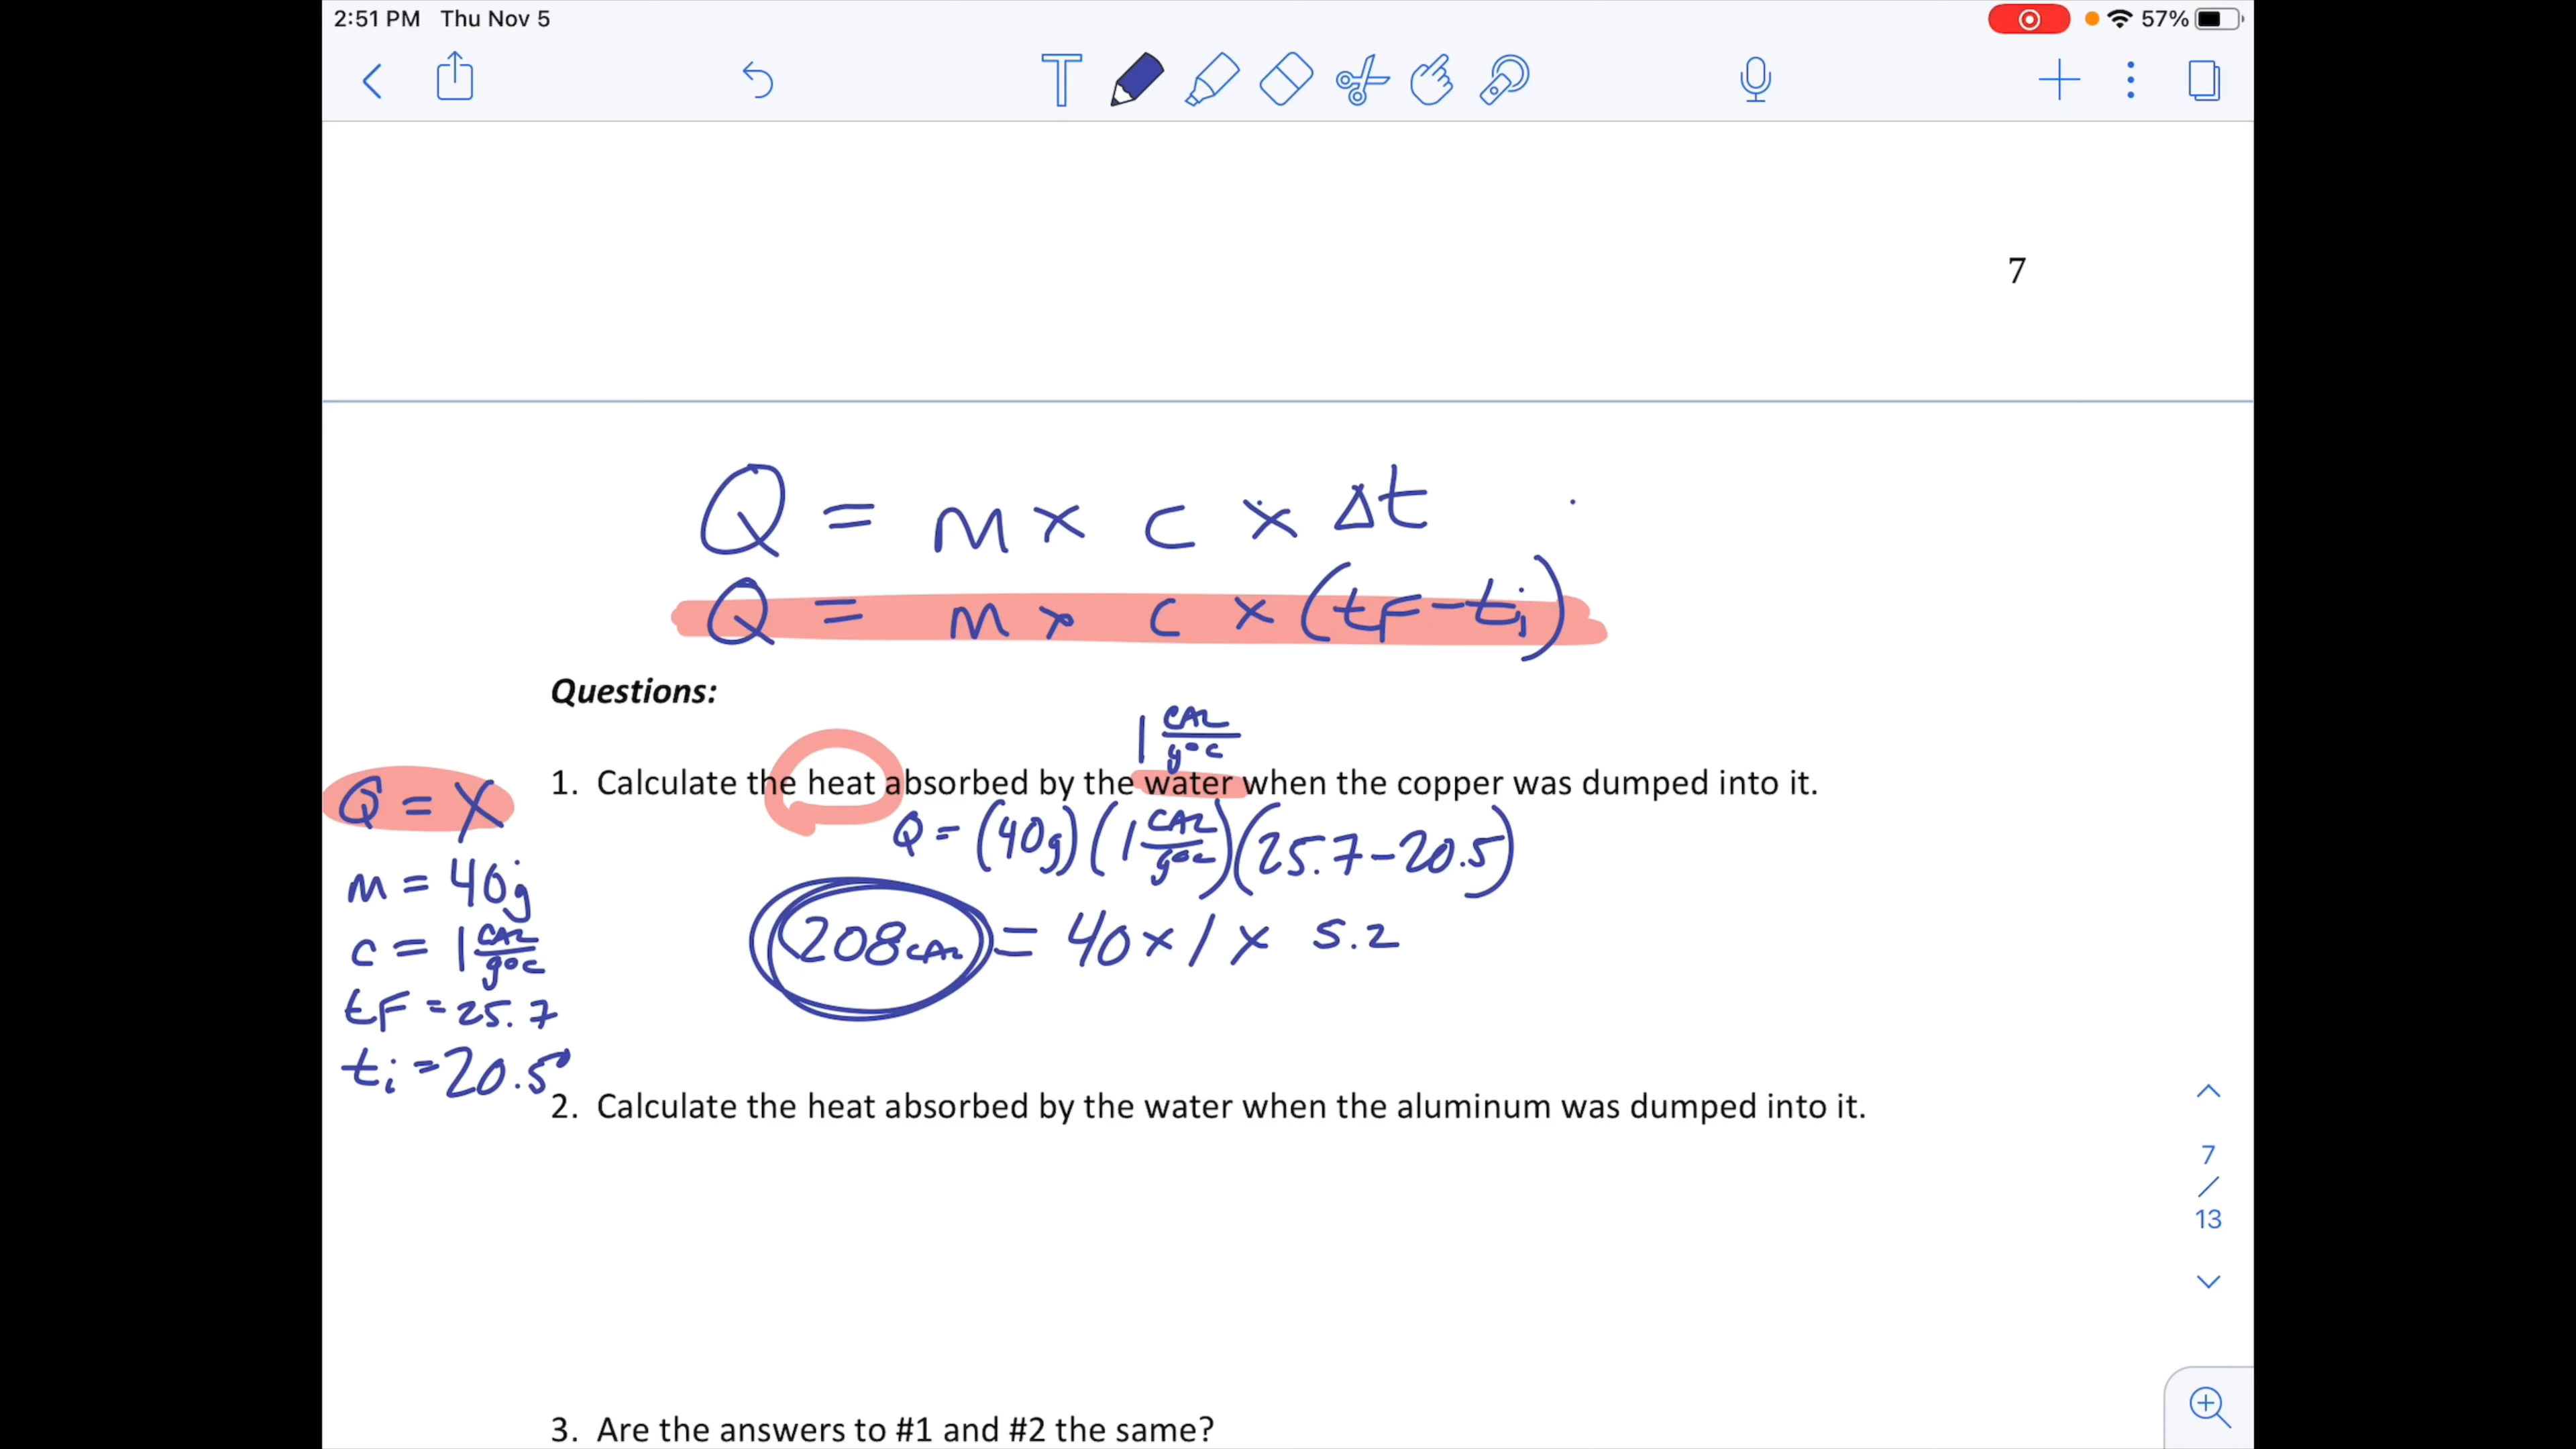 2:51 PM Thu Nov 5 57%
T
7
Q = m x c x Δt
Q = m x c x (tF - ti)
Questions:
1 CAL/g°C
1. Calculate the heat absorbed by the water when the copper was dumped into it.
Q = X
Q = (40g) (1 CAL/g°C) (25.7 - 20.5)
m = 40g
208 CAL = 40 x 1 x 5.2
c = 1 CAL/g°C
tF = 25.7
ti = 20.5°
2. Calculate the heat absorbed by the water when the aluminum was dumped into it.
7
/
13
3. Are the answers to #1 and #2 the same?